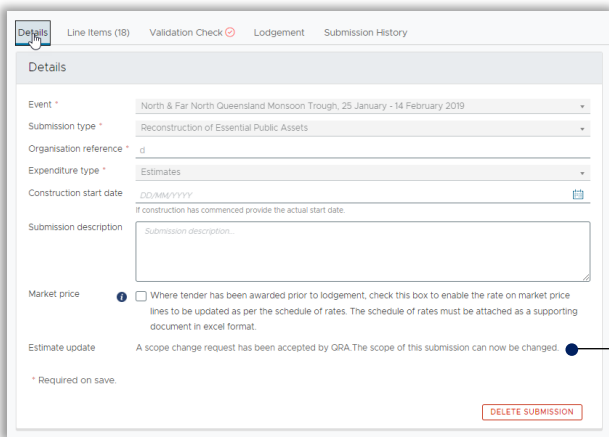 Details Line Items (18) Validation Check Lodgement Submission History
Details
Event * North & Far North Queensland Monsoon Trough, 25 January - 14 February 2019
Submission type * Reconstruction of Essential Public Assets
Organisation reference * d
Expenditure type * Estimates
Construction start date DD/MM/YYYY
If construction has commenced provide the actual start date.
Submission description Submission description...
Market price i Where tender has been awarded prior to lodgement, check this box to enable the rate on market price
lines to be updated as per the schedule of rates. The schedule of rates must be attached as a supporting
document in excel format.
Estimate update A scope change request has been accepted by QRA.The scope of this submission can now be changed.
* Required on save.
DELETE SUBMISSION